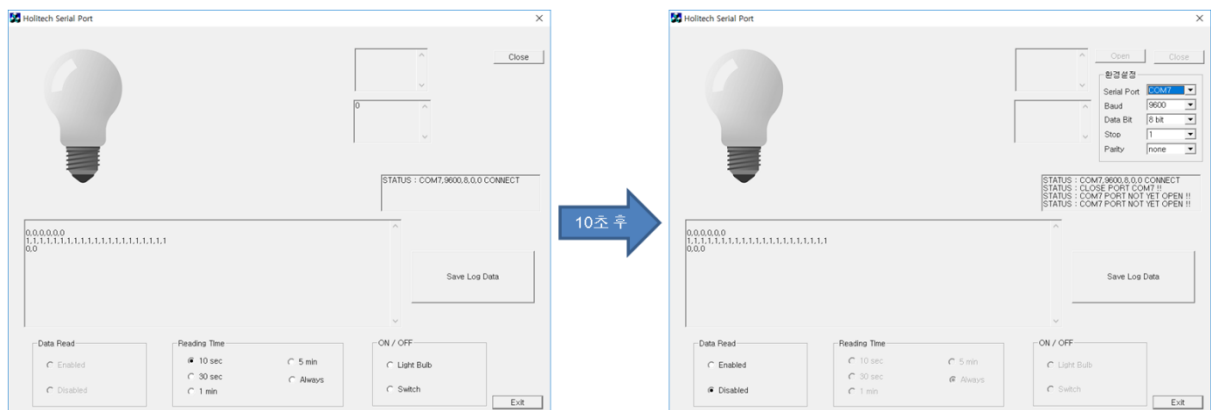 Holitech Serial Port
Close
0
STATUS : COM7,9600,8,0,0 CONNECT
0,0,0,0,0,0
1,1,1,1,1,1,1,1,1,1,1,1,1,1,1,1,1,1,1,1,1
0,0
Save Log Data
Data Read
Enabled
Disabled
Reading Time
10 sec
30 sec
1 min
5 min
Always
ON / OFF
Light Bulb
Switch
Exit
10초 후
Holitech Serial Port
Open Close
환경설정
Serial Port COM7
Baud 9600
Data Bit 8 bit
Stop 1
Parity none
STATUS : COM7,9600,8,0,0 CONNECT
STATUS : CLOSE PORT COM7 !!
STATUS : COM7 PORT NOT YET OPEN !!
STATUS : COM7 PORT NOT YET OPEN !!
0,0,0,0,0,0
1,1,1,1,1,1,1,1,1,1,1,1,1,1,1,1,1,1,1,1,1
0,0,0
Save Log Data
Data Read
Enabled
Disabled
Reading Time
10 sec
30 sec
1 min
5 min
Always
ON / OFF
Light Bulb
Switch
Exit